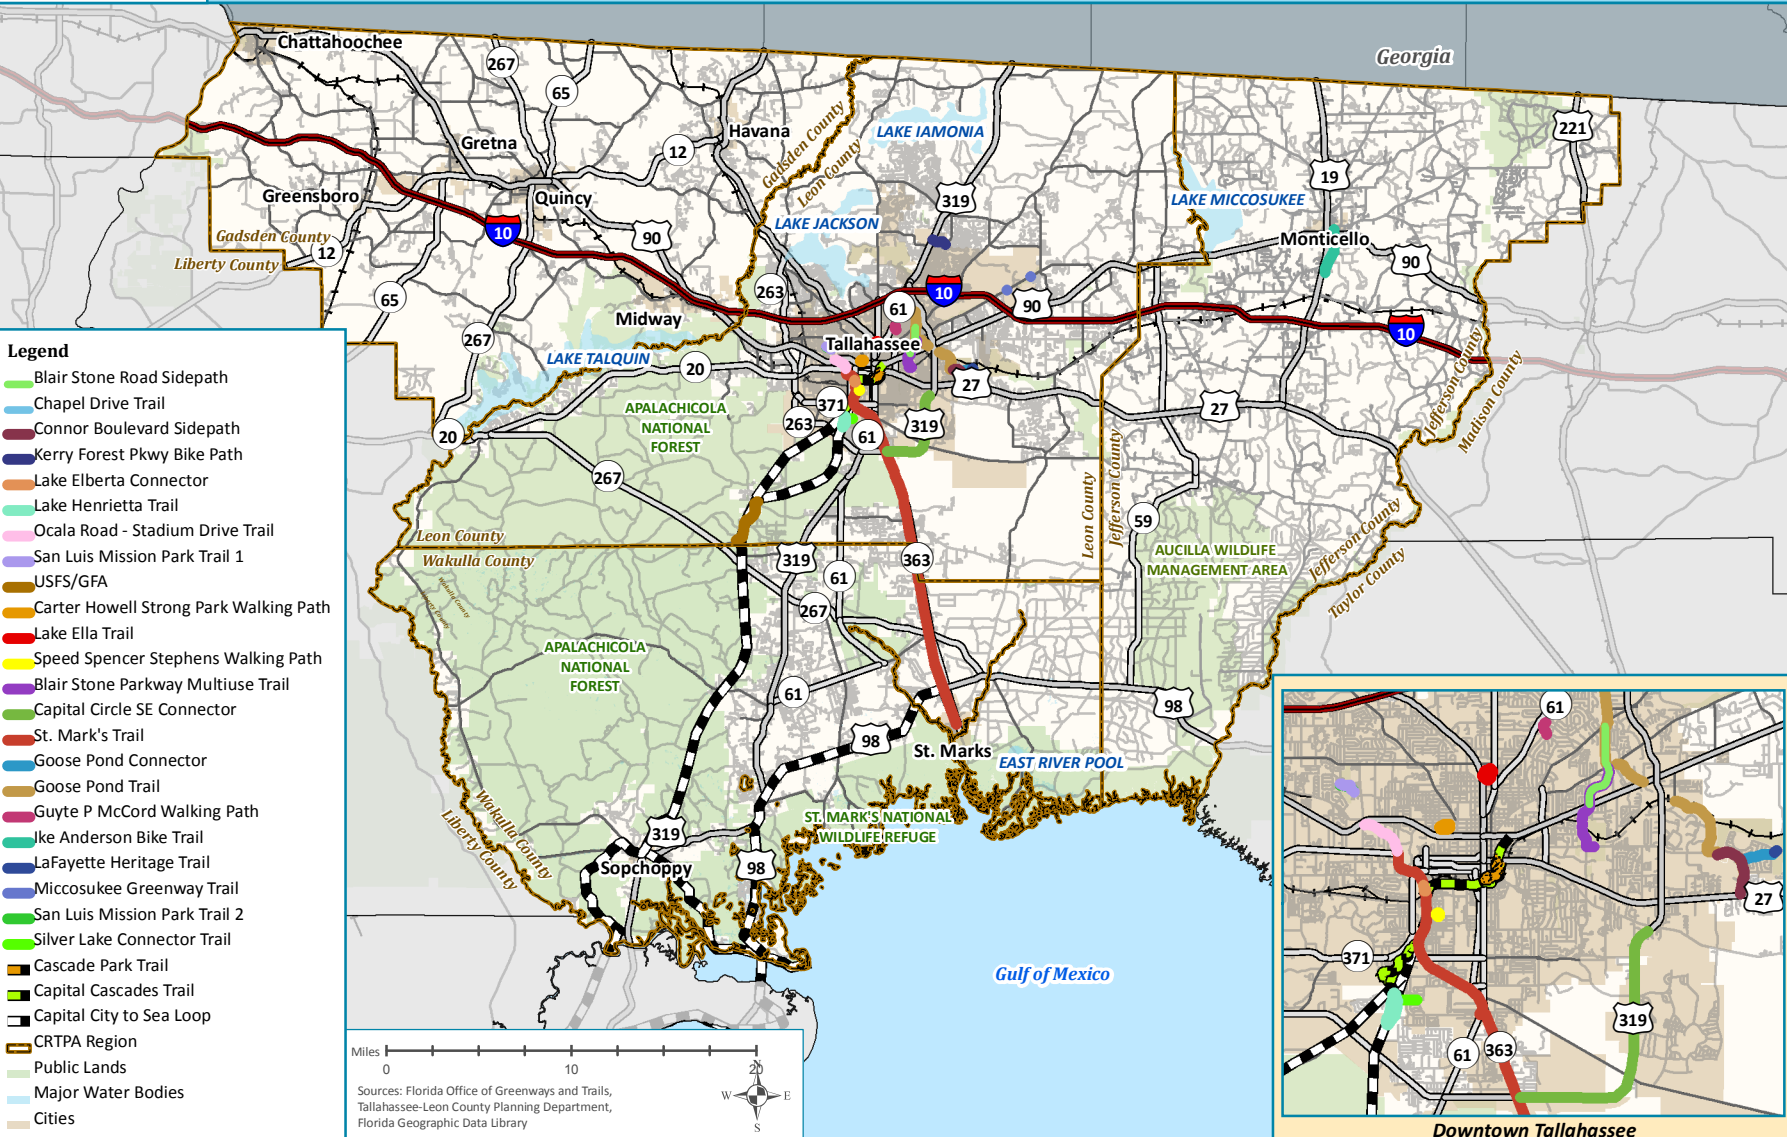 Georgia
Chattahoochee
267
65
Havana
Gretna
12
Gadsden County
Leon County
LAKE IAMONIA
221
19
Greensboro
Quincy
319
LAKE MICCOSUKEE
LAKE JACKSON
10
90
Monticello
90
Gadsden County
Liberty County
12
65
263
10
90
61
Midway
267
Tallahassee
10
LAKE TALQUIN
20
27
27
Jefferson County
Madison County
APALACHICOLA
NATIONAL
FOREST
371
263
319
61
20
267
Leon County
Jefferson County
59
Leon County
Wakulla County
319
363
61
267
AUCILLA WILDLIFE
MANAGEMENT AREA
Jefferson County
Taylor County
Wakulla County
Liberty County
APALACHICOLA
NATIONAL
FOREST
61
98
98
St. Marks
EAST RIVER POOL
Wakulla County
Liberty County
ST. MARK'S NATIONAL
WILDLIFE REFUGE
319
Sopchoppy
98
Gulf of Mexico
Legend
Blair Stone Road Sidepath
Chapel Drive Trail
Connor Boulevard Sidepath
Kerry Forest Pkwy Bike Path
Lake Elberta Connector
Lake Henrietta Trail
Ocala Road - Stadium Drive Trail
San Luis Mission Park Trail 1
USFS/GFA
Carter Howell Strong Park Walking Path
Lake Ella Trail
Speed Spencer Stephens Walking Path
Blair Stone Parkway Multiuse Trail
Capital Circle SE Connector
St. Mark's Trail
Goose Pond Connector
Goose Pond Trail
Guyte P McCord Walking Path
Ike Anderson Bike Trail
LaFayette Heritage Trail
Miccosukee Greenway Trail
San Luis Mission Park Trail 2
Silver Lake Connector Trail
Cascade Park Trail
Capital Cascades Trail
Capital City to Sea Loop
CRTPA Region
Public Lands
Major Water Bodies
Cities
Miles
0 10 20
Sources: Florida Office of Greenways and Trails,
Tallahassee-Leon County Planning Department,
Florida Geographic Data Library
N
W E
S
61
27
371
319
61
363
Downtown Tallahassee